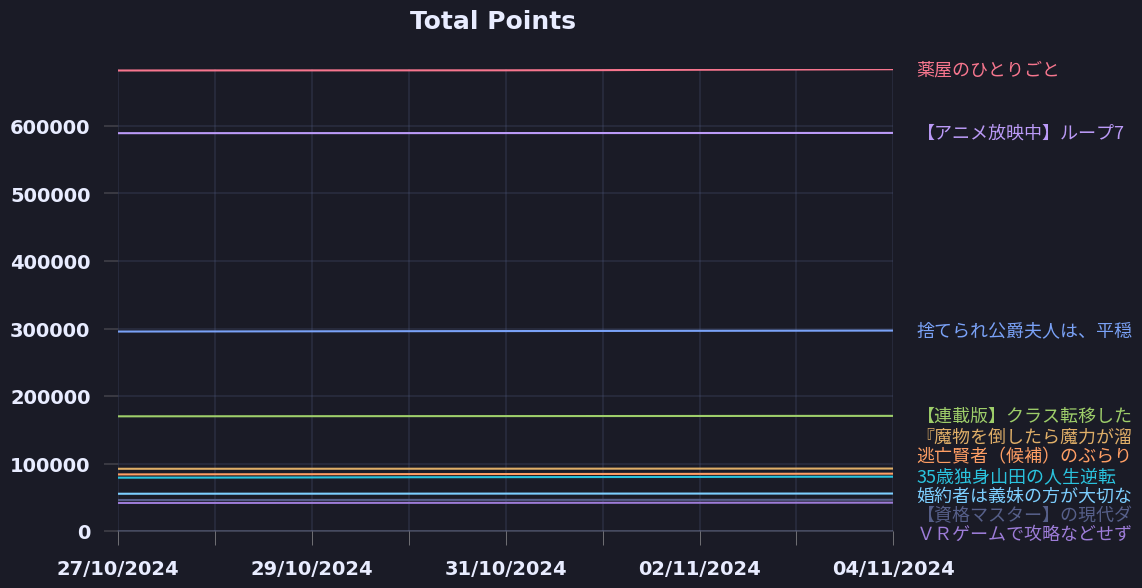 Total Points
薬屋のひとりごと
600000
【アニメ放映中】ループ7
500000
400000
300000
捨てられ公爵夫人は、平穏
200000
【連載版】クラス転移した
『魔物を倒したら魔力が溜
逃亡賢者（候補）のぶらり
100000
35歳独身山田の人生逆転
婚約者は義妹の方が大切な
【資格マスター】の現代ダ
0
ＶＲゲームで攻略などせず
27/10/2024 29/10/2024 31/10/2024 02/11/2024 04/11/2024